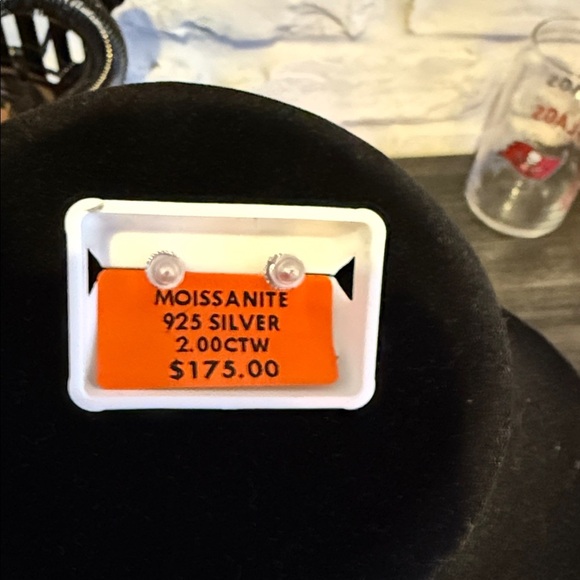 MOISSANITE
925 SILVER
2.00CTW
$175.00